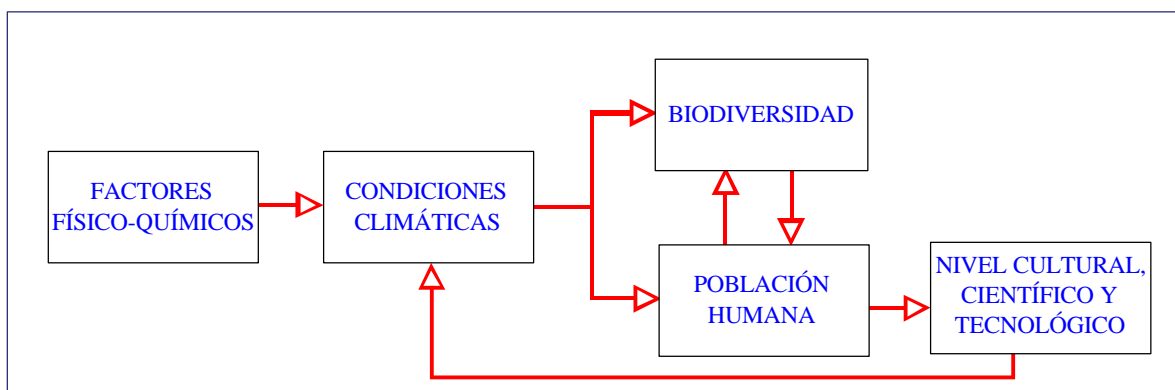 BIODIVERSIDAD
FACTORES
FÍSICO-QUÍMICOS
CONDICIONES
CLIMÁTICAS
POBLACIÓN
HUMANA
NIVEL CULTURAL,
CIENTÍFICO Y
TECNOLÓGICO